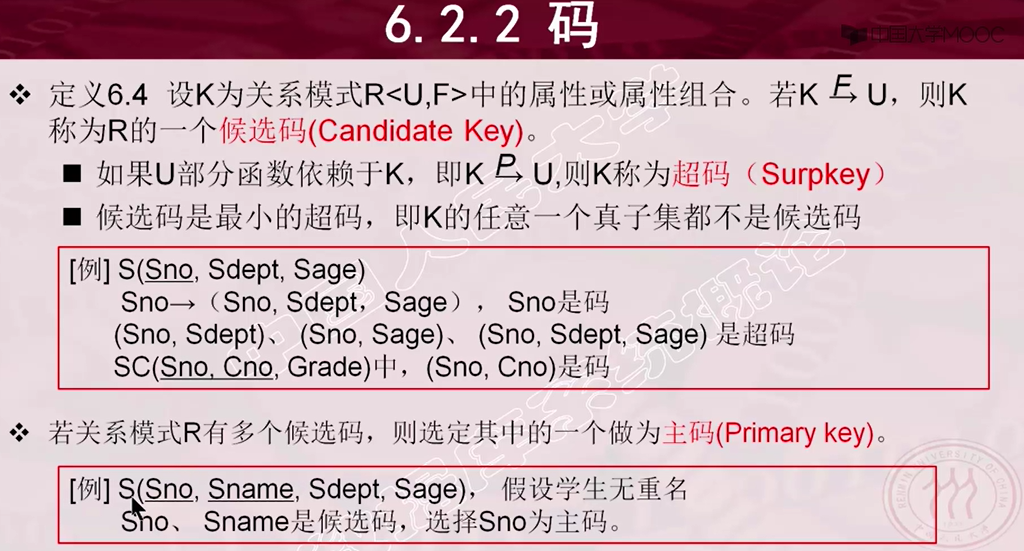 6.2.2 码
中国大学MOOC
❖ 定义6.4 设K为关系模式R<U,F>中的属性或属性组合。若K F→ U，则K
称为R的一个候选码(Candidate Key)。
■ 如果U部分函数依赖于K，即K P→ U,则K称为超码（Surpkey）
■ 候选码是最小的超码，即K的任意一个真子集都不是候选码
[例] S(Sno, Sdept, Sage)
Sno→（Sno, Sdept，Sage），Sno是码
(Sno, Sdept)、(Sno, Sage)、(Sno, Sdept, Sage) 是超码
SC(Sno, Cno, Grade)中，(Sno, Cno)是码
❖ 若关系模式R有多个候选码，则选定其中的一个做为主码(Primary key)。
[例] S(Sno, Sname, Sdept, Sage)，假设学生无重名
Sno、Sname是候选码，选择Sno为主码。